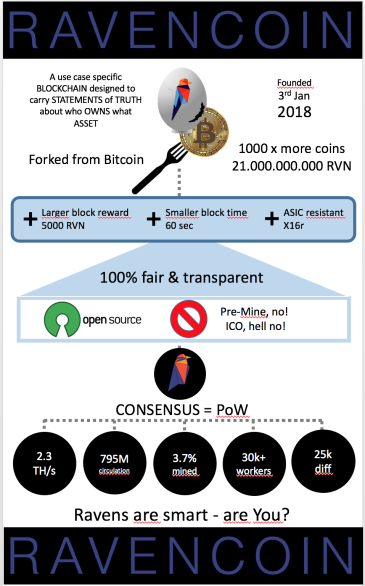 RAVENCOIN
A use case specific
BLOCKCHAIN designed to
carry STATEMENTS of TRUTH
about who OWNS what
ASSET
Founded
3rd Jan
2018
Forked from Bitcoin
1000 x more coins
21.000.000.000 RVN
+ Larger block reward
5000 RVN
+ Smaller block time
60 sec
+ ASIC resistant
X16r
100% fair & transparent
open source
Pre-Mine, no!
ICO, hell no!
CONSENSUS = PoW
2.3
TH/s
795M
circulation
3.7%
mined
30k+
workers
25k
diff
Ravens are smart - are You?
RAVENCOIN